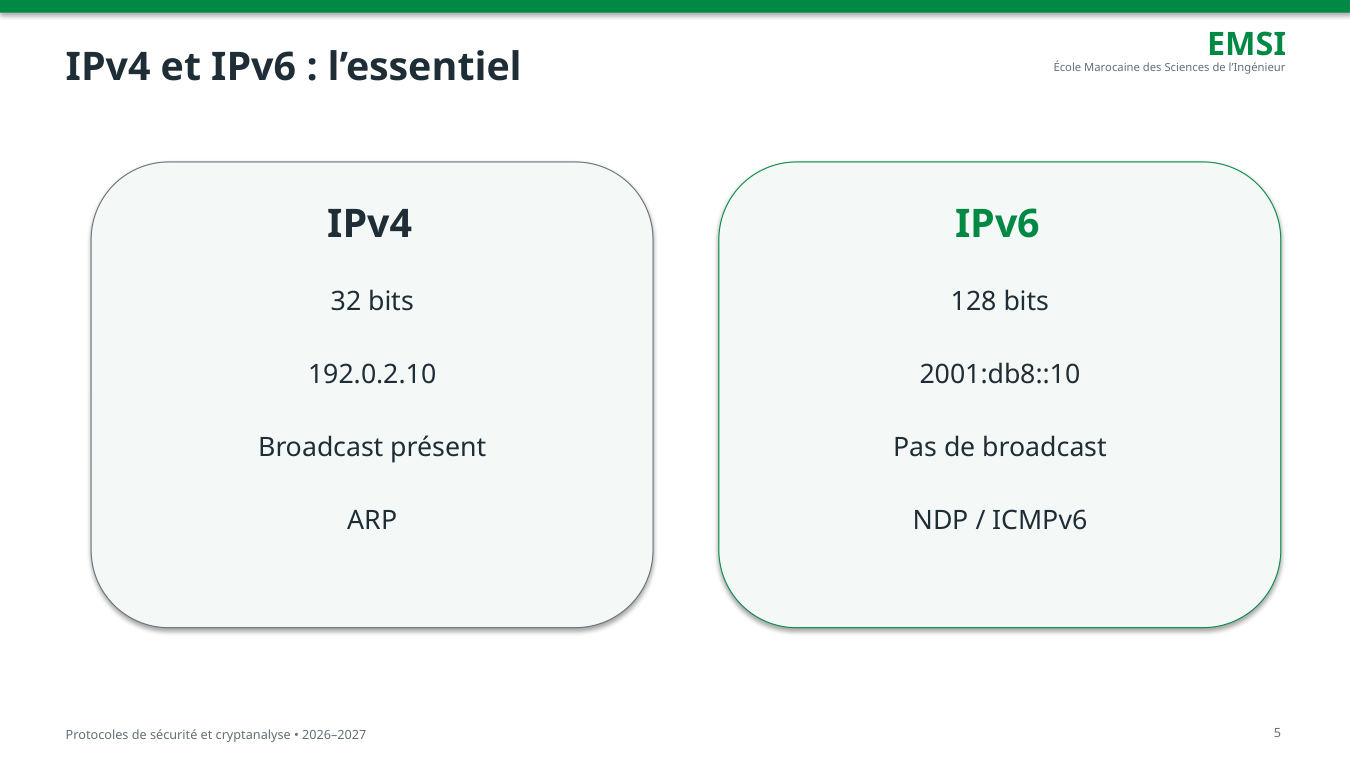 IPv4 et IPv6 : l’essentiel
EMSI
École Marocaine des Sciences de l’Ingénieur
IPv4
32 bits
192.0.2.10
Broadcast présent
ARP
IPv6
128 bits
2001:db8::10
Pas de broadcast
NDP / ICMPv6
Protocoles de sécurité et cryptanalyse • 2026–2027
5